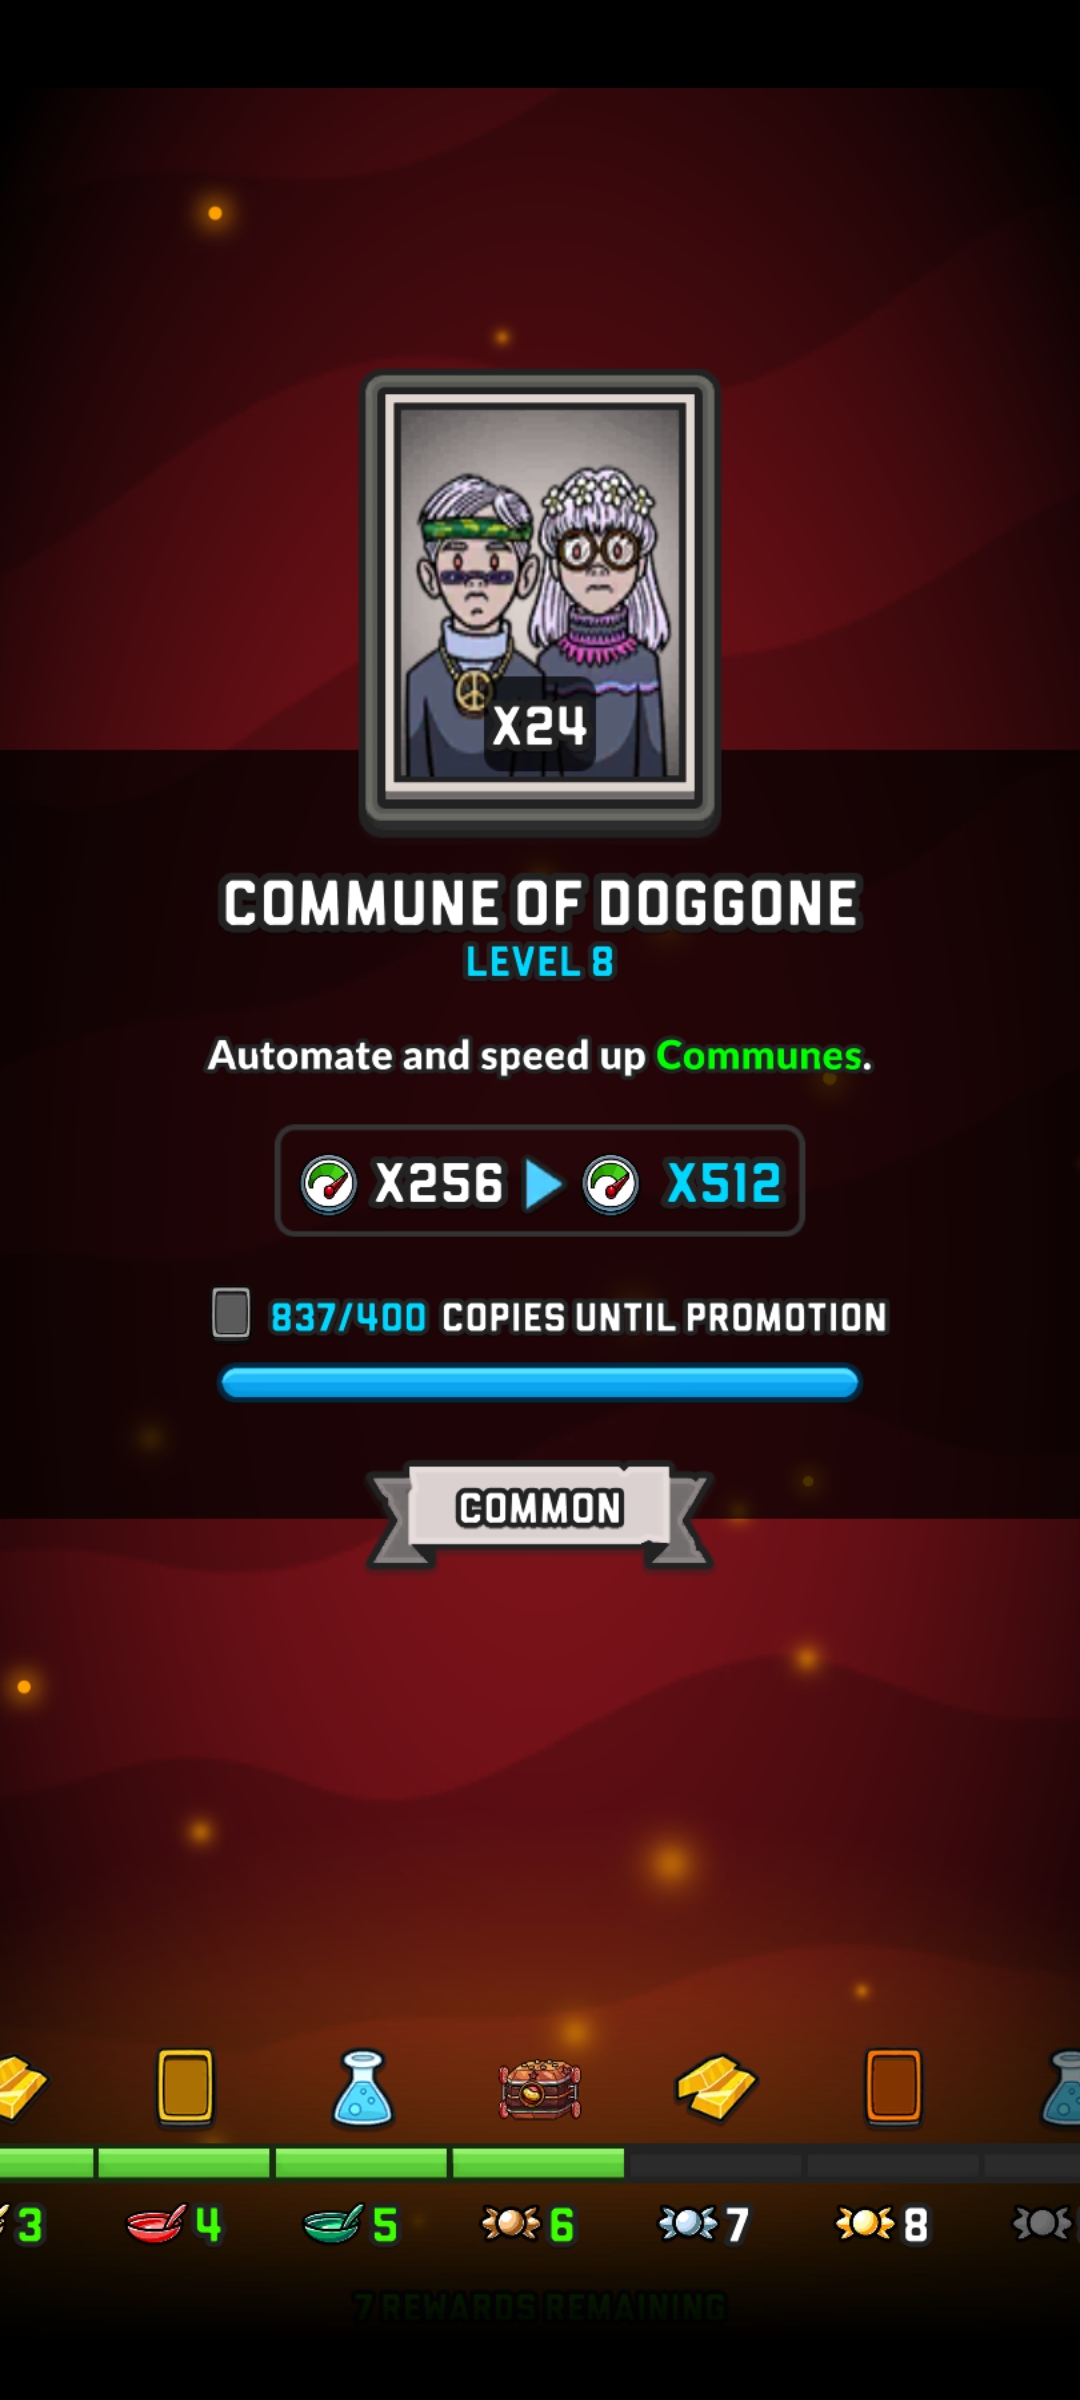 X24
COMMUNE OF DOGGONE
LEVEL 8
Automate and speed up Communes.
X256 X512
837/400 COPIES UNTIL PROMOTION
COMMON
3 4 5 6 7 8
7 REWARDS REMAINING